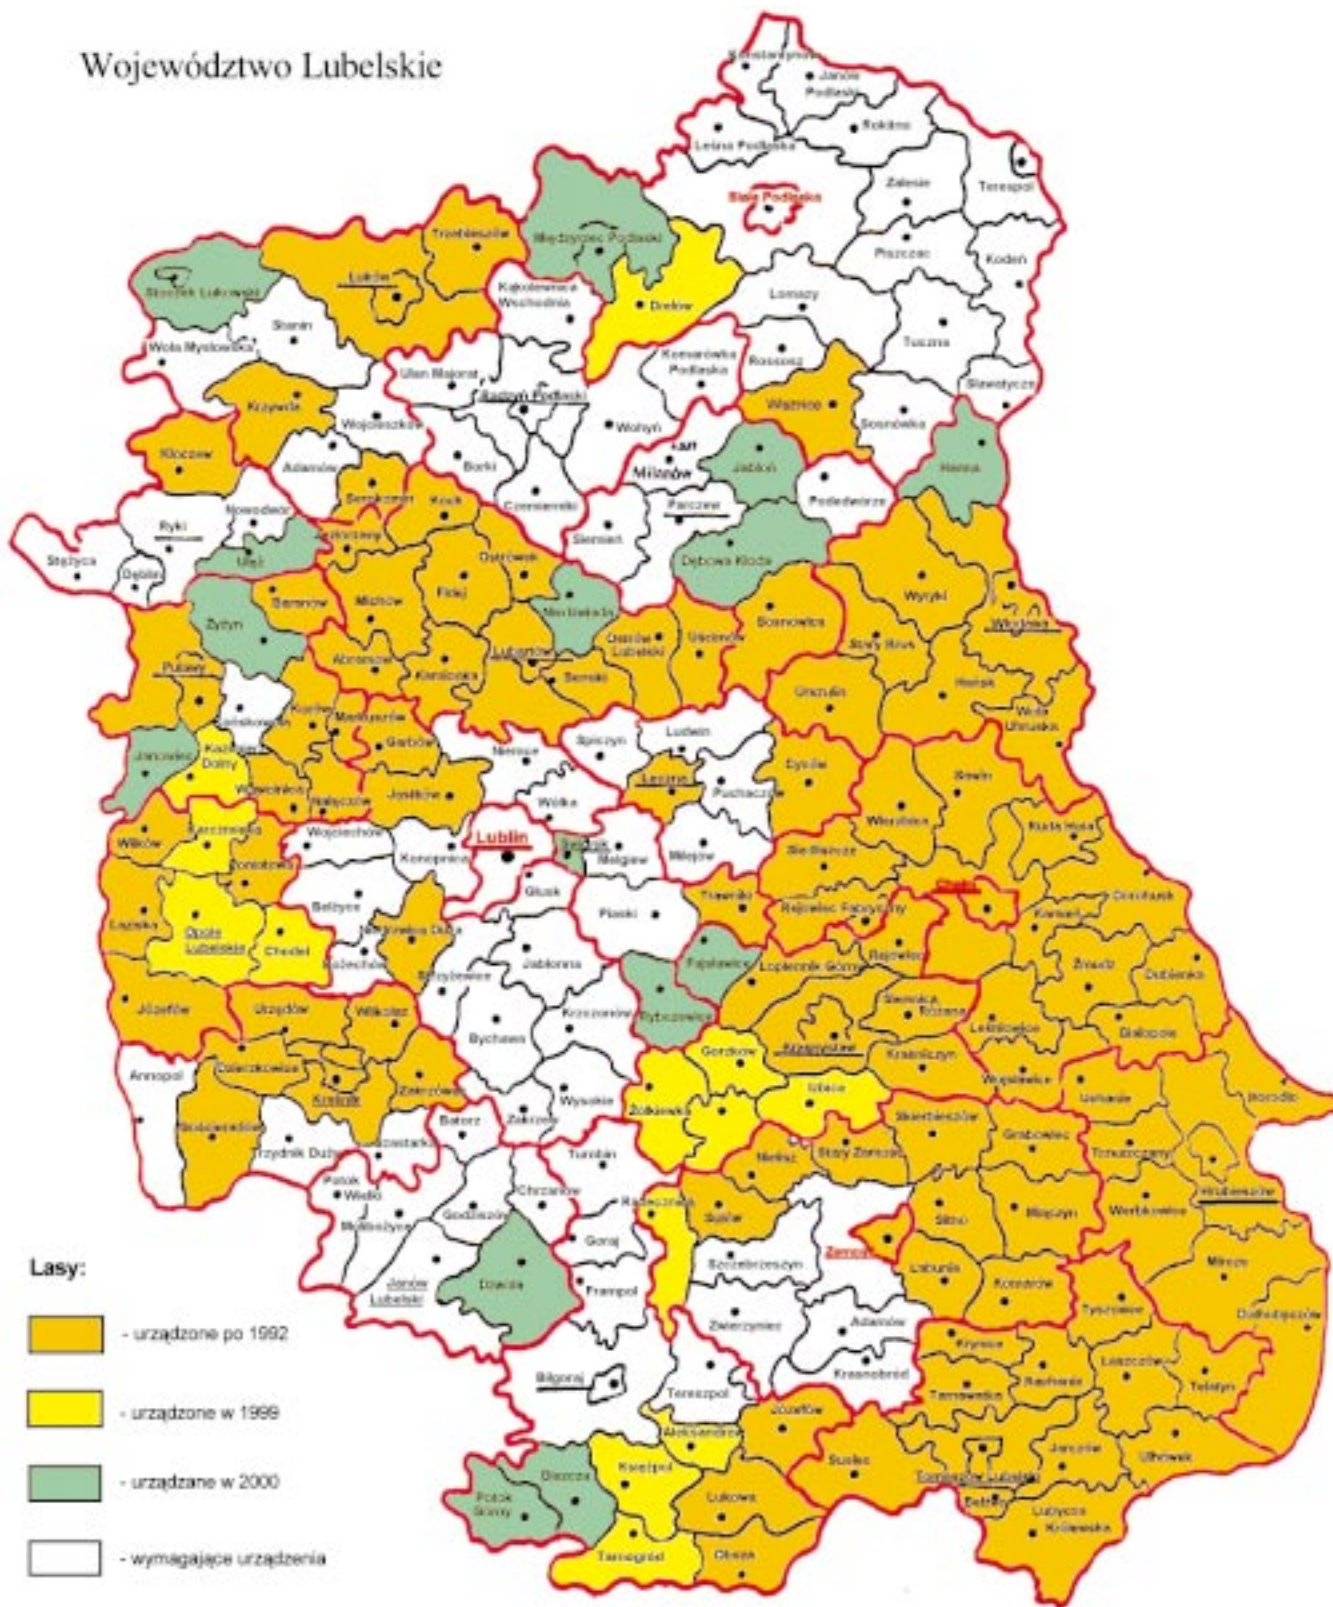 Województwo Lubelskie
Konstantynów
Janów
Podlaski
Rokitno
Leśna Podlaska
Zalesie
Terespol
Biała Podlaska
Trzebieszów
Międzyrzec Podlaski
Piszczac
Kodeń
Łuków
Stoczek Łukowski
Kąkolewnica
Wschodnia
Drelów
Łomazy
Stanin
Tuczna
Wola Mysłowska
Komarówka
Podlaska
Rossosz
Ulan Majorat
Radzyń Podlaski
Sławatycze
Krzywda
Wisznice
Wojcieszków
Wohyń
Sosnówka
Kłoczew
Adamów
Borki
Milanów
Jabłoń
Hanna
Serokomla
Kock
Czemierniki
Parczew
Podedwórze
Ryki
Nowodwór
Siemień
Stężyca
Ułęż
Dęblin
Ostrówek
Dębowa Kłoda
Baranów
Michów
Firlej
Niedźwiada
Wyryki
Włodawa
Żyżyn
Sosnowica
Ostrów
Lubelski
Uścimów
Stary Brus
Abramów
Kamionka
Lubartów
Serniki
Puławy
Urszulin
Hańsk
Końskowola
Kurów
Markuszów
Wola
Uhruska
Janowiec
Kazimierz
Dolny
Garbów
Niemce
Spiczyn
Ludwin
Cyców
Sawin
Wąwolnica
Nałęczów
Jastków
Łęczna
Puchaczów
Wólka
Wierzbica
Ruda Huta
Wilków
Karczmiska
Wojciechów
Konopnica
Lublin
Świdnik
Mełgiew
Milejów
Siedliszcze
Poniatowa
Głusk
Chełm
Dorohusk
Bełżyce
Piaski
Trawniki
Rejowiec Fabryczny
Kamień
Łaziska
Opole
Lubelskie
Chodel
Niedrzwica Duża
Borzechów
Strzyżewice
Jabłonna
Fajsławice
Łopiennik Górny
Rejowiec
Żmudź
Dubienka
Józefów
Urzędów
Wilkołaz
Krzczonów
Rybczewice
Siennica
Różana
Leśniowice
Białopole
Bychawa
Krasnystaw
Annopol
Dzierzkowice
Kraśnik
Zakrzówek
Gorzków
Kraśniczyn
Wojsławice
Żółkiewka
Izbica
Uchanie
Horodło
Wysokie
Zakrzew
Gościeradów
Trzydnik Duży
Szastarka
Batorz
Turobin
Nielisz
Stary Zamość
Skierbieszów
Grabowiec
Trzeszczany
Hrubieszów
Potok
Wielki
Modliborzyce
Godziszów
Chrzanów
Radecznica
Sułów
Sitno
Miączyn
Werbkowice
Janów
Lubelski
Dzwola
Goraj
Szczebrzeszyn
Zamość
Łabunie
Komarów
Mircze
Frampol
Zwierzyniec
Adamów
Tyszowce
Dołhobyczów
Krasnobród
Krynice
Rachanie
Łaszczów
Telatyn
Biłgoraj
Tereszpol
Tarnawatka
Aleksandrów
Józefów
Susiec
Tomaszów Lubelski
Jarczów
Ulhówek
Biszcza
Księżpol
Bełżec
Potok
Górny
Łukowa
Lubycza
Królewska
Tarnogród
Obsza
Lasy:
- urządzone po 1992
- urządzone w 1999
- urządzane w 2000
- wymagające urządzenia